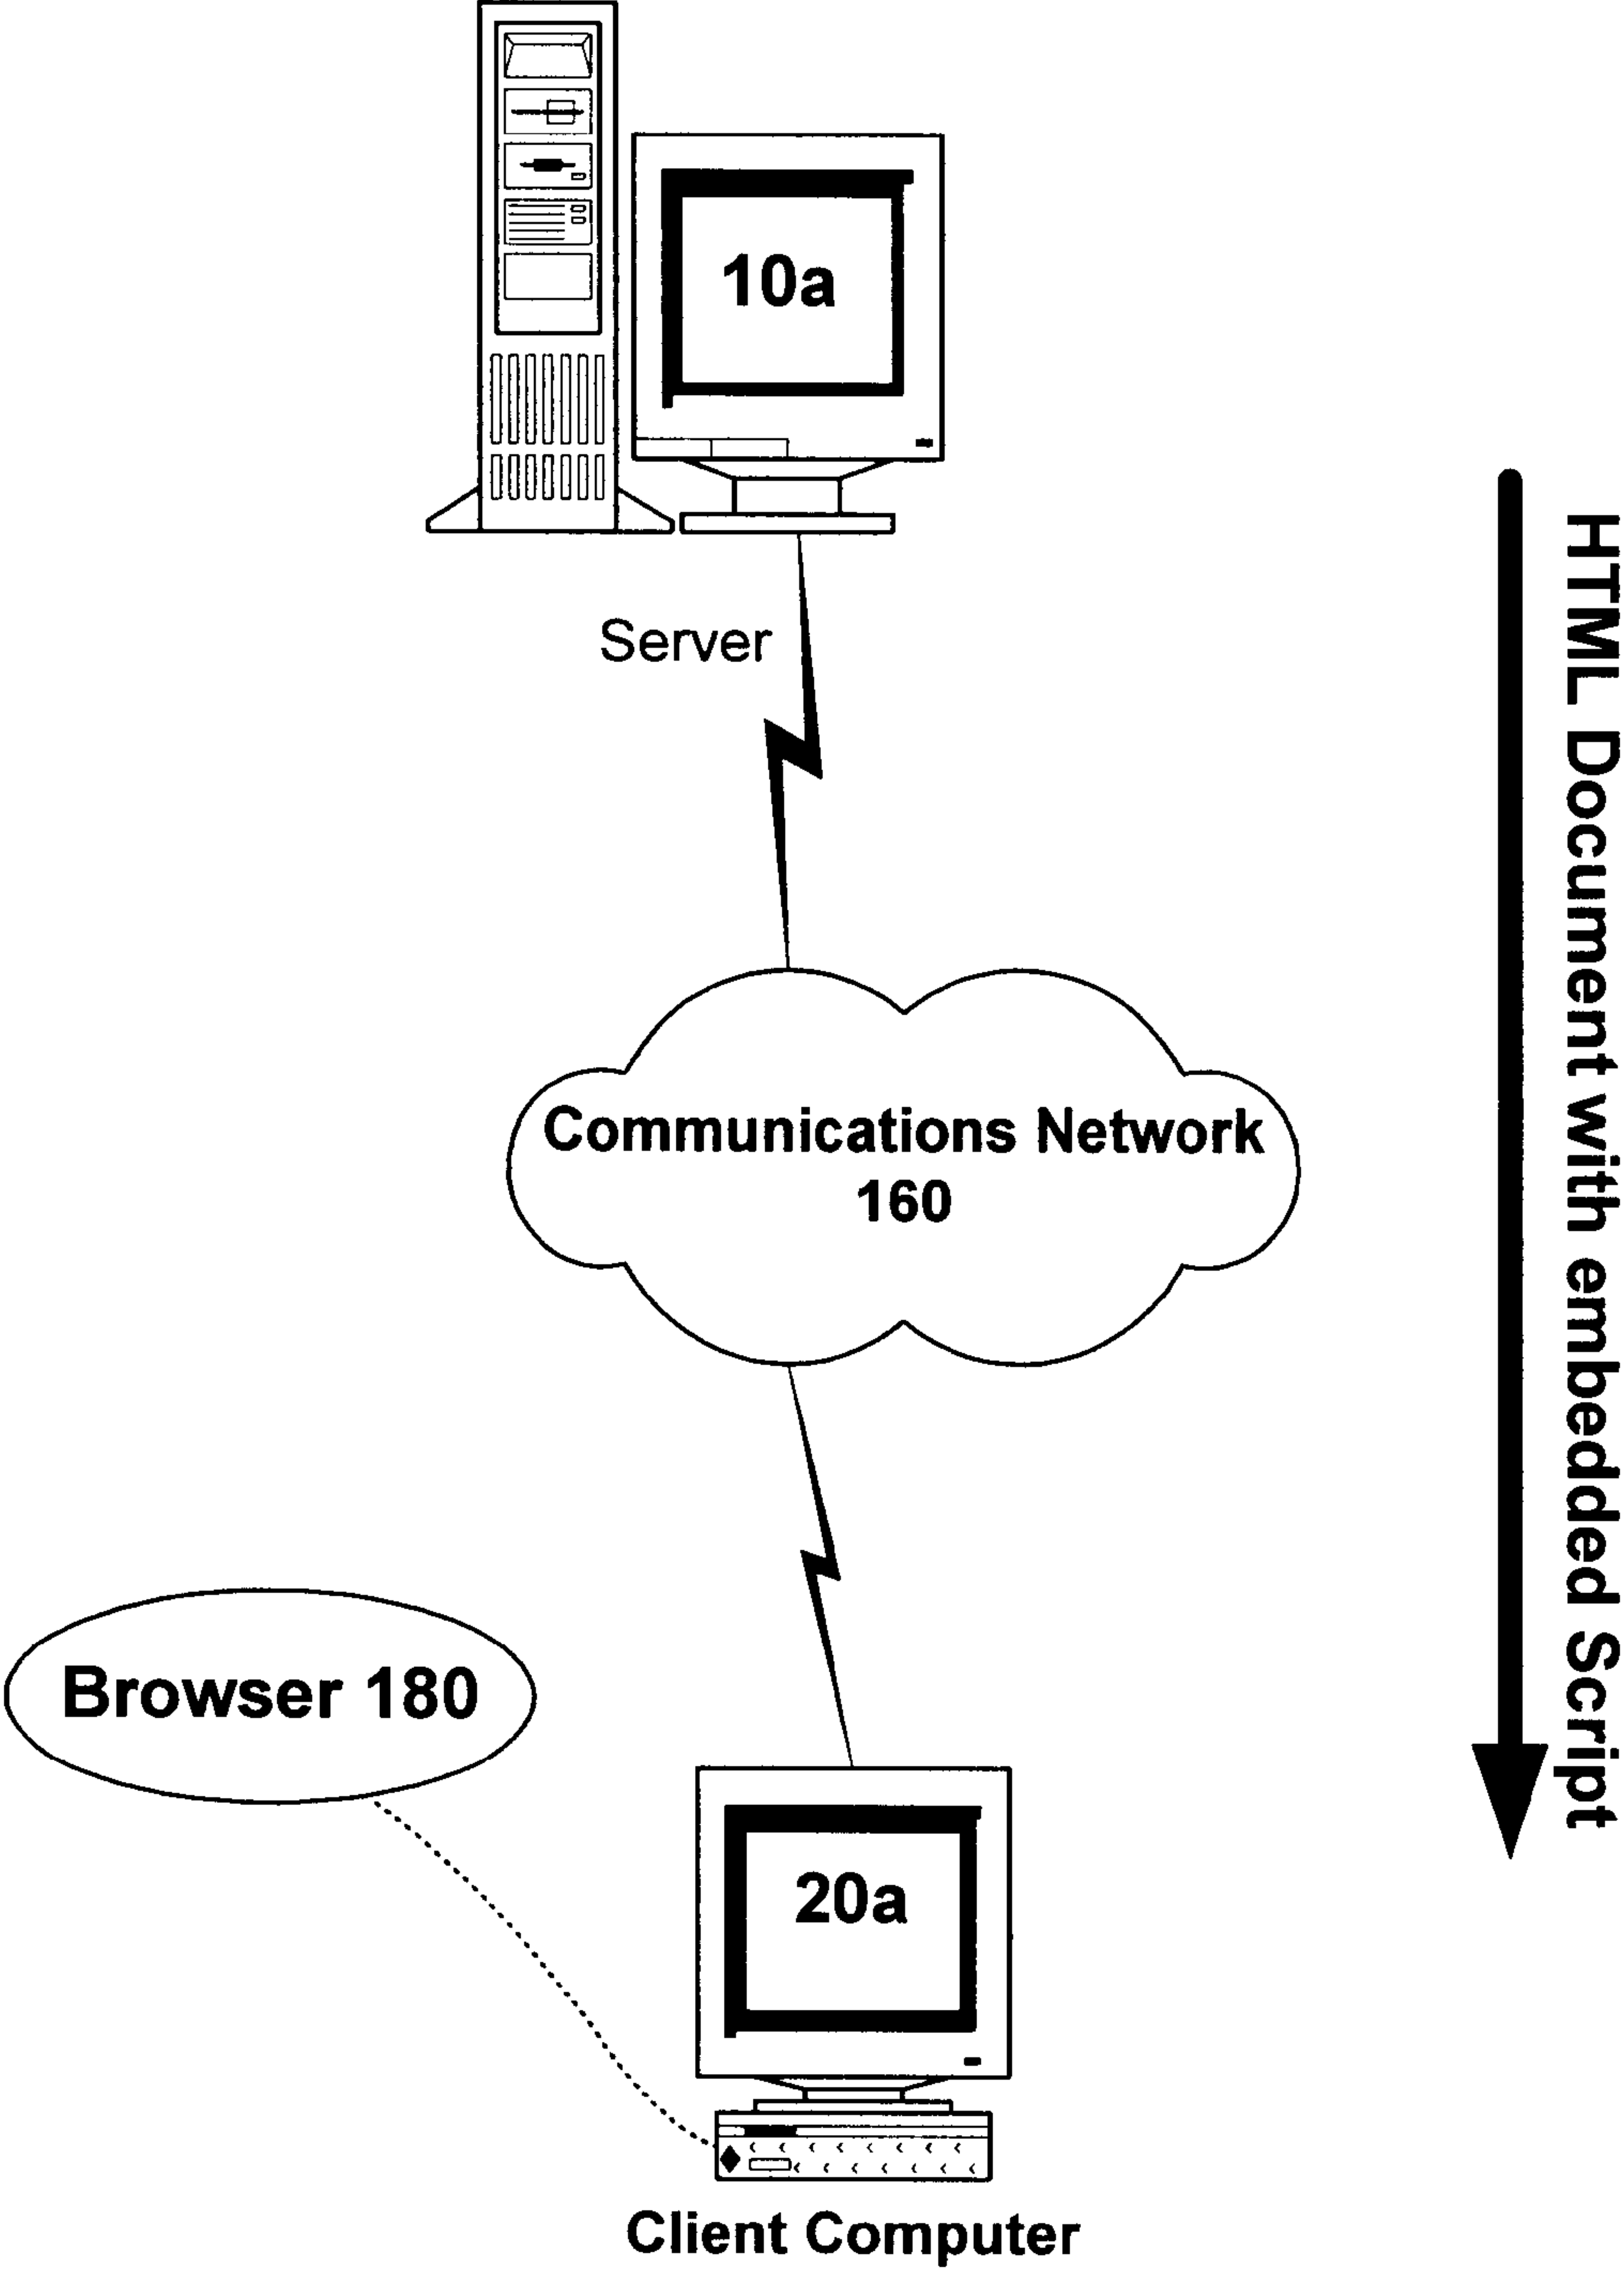 10a
Server
HTML Document with embedded Script
Communications Network
160
Browser 180
20a
Client Computer